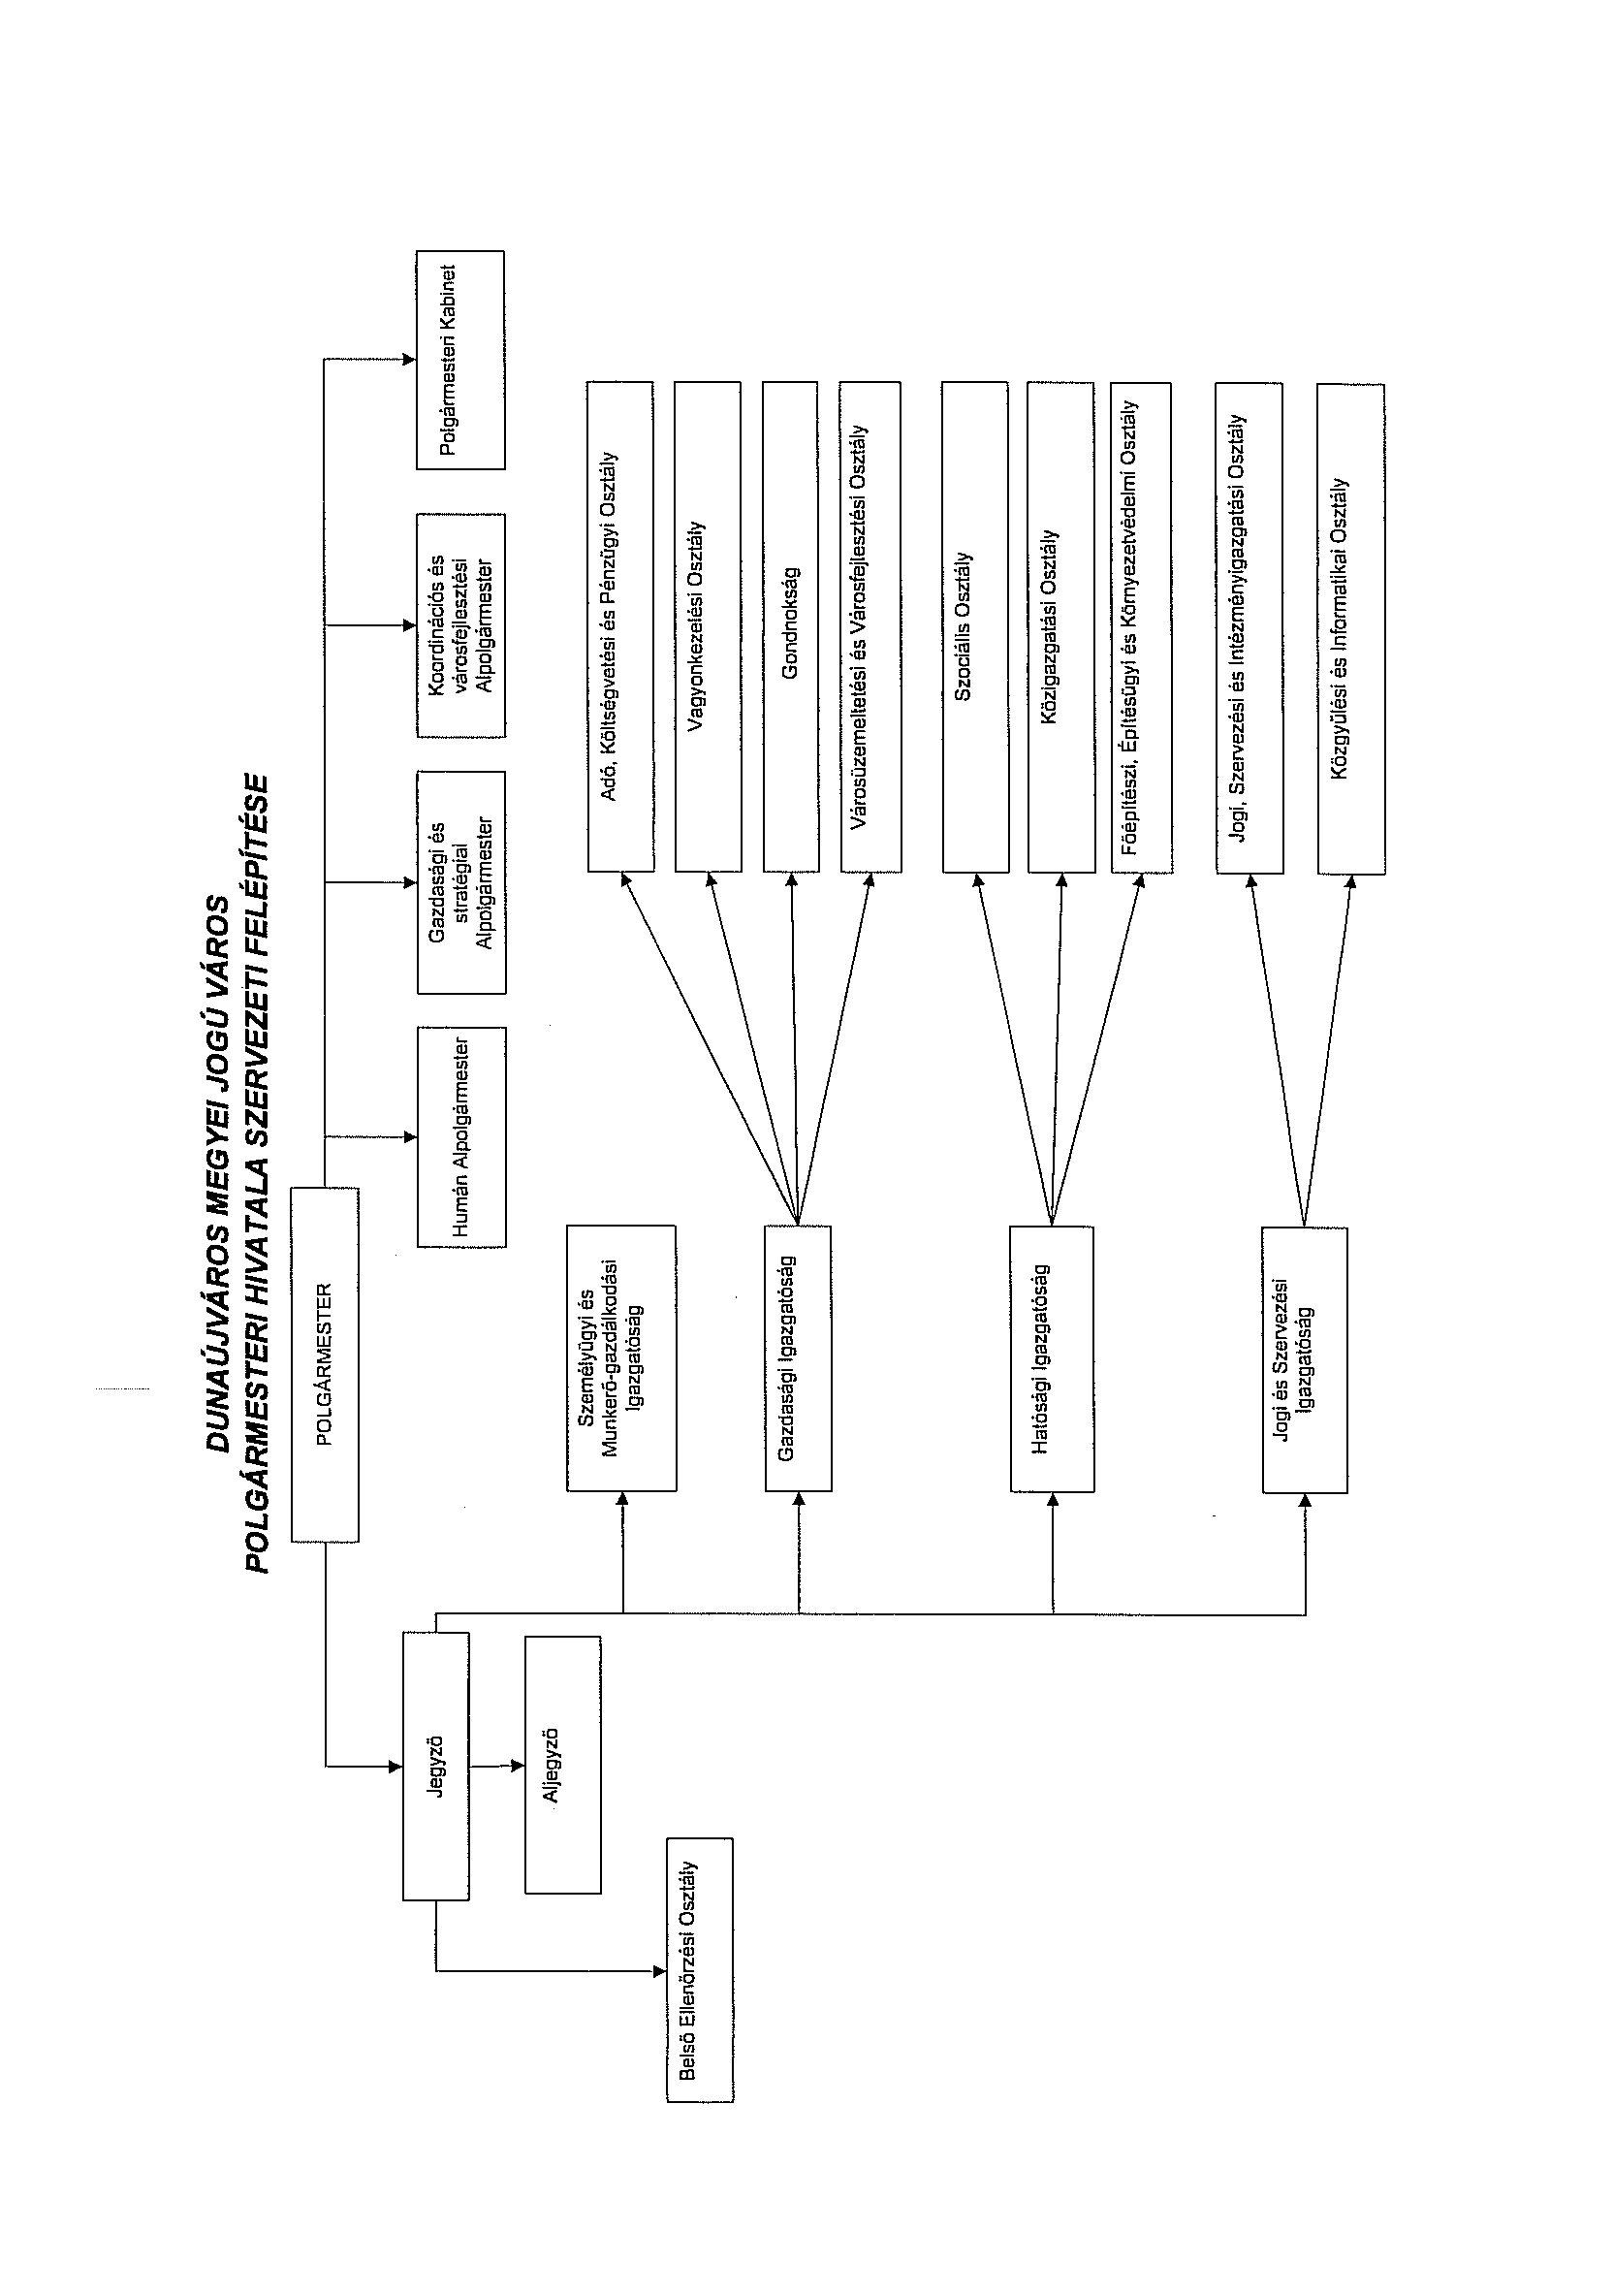 DUNAÚJVÁROS MEGYEI JOGÚ VÁROS
POLGÁRMESTERI HIVATALA SZERVEZETI FELÉPÍTÉSE
POLGÁRMESTER
Humán Alpolgármester
Gazdasági és
stratégiai
Alpolgármester
Koordinációs és
városfejlesztési
Alpolgármester
Polgármesteri Kabinet
Jegyző
Aljegyző
Belső Ellenőrzési Osztály
Személyügyi és
Munkerő-gazdálkodási
Igazgatóság
Gazdasági Igazgatóság
Adó, Költségvetési és Pénzügyi Osztály
Vagyonkezelési Osztály
Gondnokság
Városüzemeltetési és Városfejlesztési Osztály
Hatósági Igazgatóság
Szociális Osztály
Közigazgatási Osztály
Főépítészi, Építésügyi és Környezetvédelmi Osztály
Jogi és Szervezési
Igazgatóság
Jogi, Szervezési és Intézményigazgatási Osztály
Közgyűlési és Informatikai Osztály